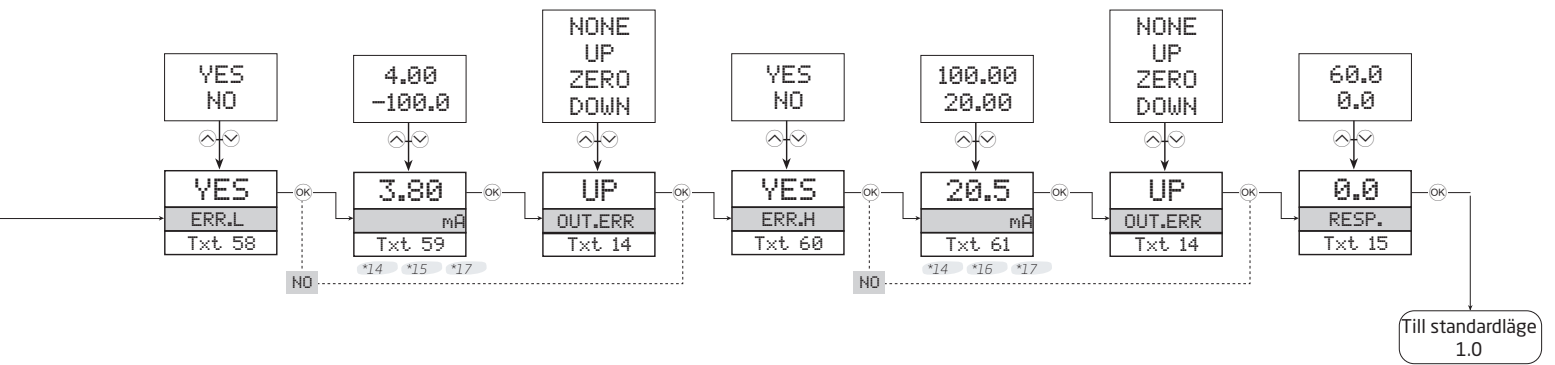 YES
NO
YES
ERR.L
Txt 58
OK
NO
4.00
-100.0
3.80
mA
Txt 59
*14 *15 *17
OK
NONE
UP
ZERO
DOWN
UP
OUT.ERR
Txt 14
OK
YES
NO
YES
ERR.H
Txt 60
OK
NO
100.00
20.00
20.5
mA
Txt 61
*14 *16 *17
OK
NONE
UP
ZERO
DOWN
UP
OUT.ERR
Txt 14
OK
60.0
0.0
0.0
RESP.
Txt 15
OK
Till standardläge
1.0